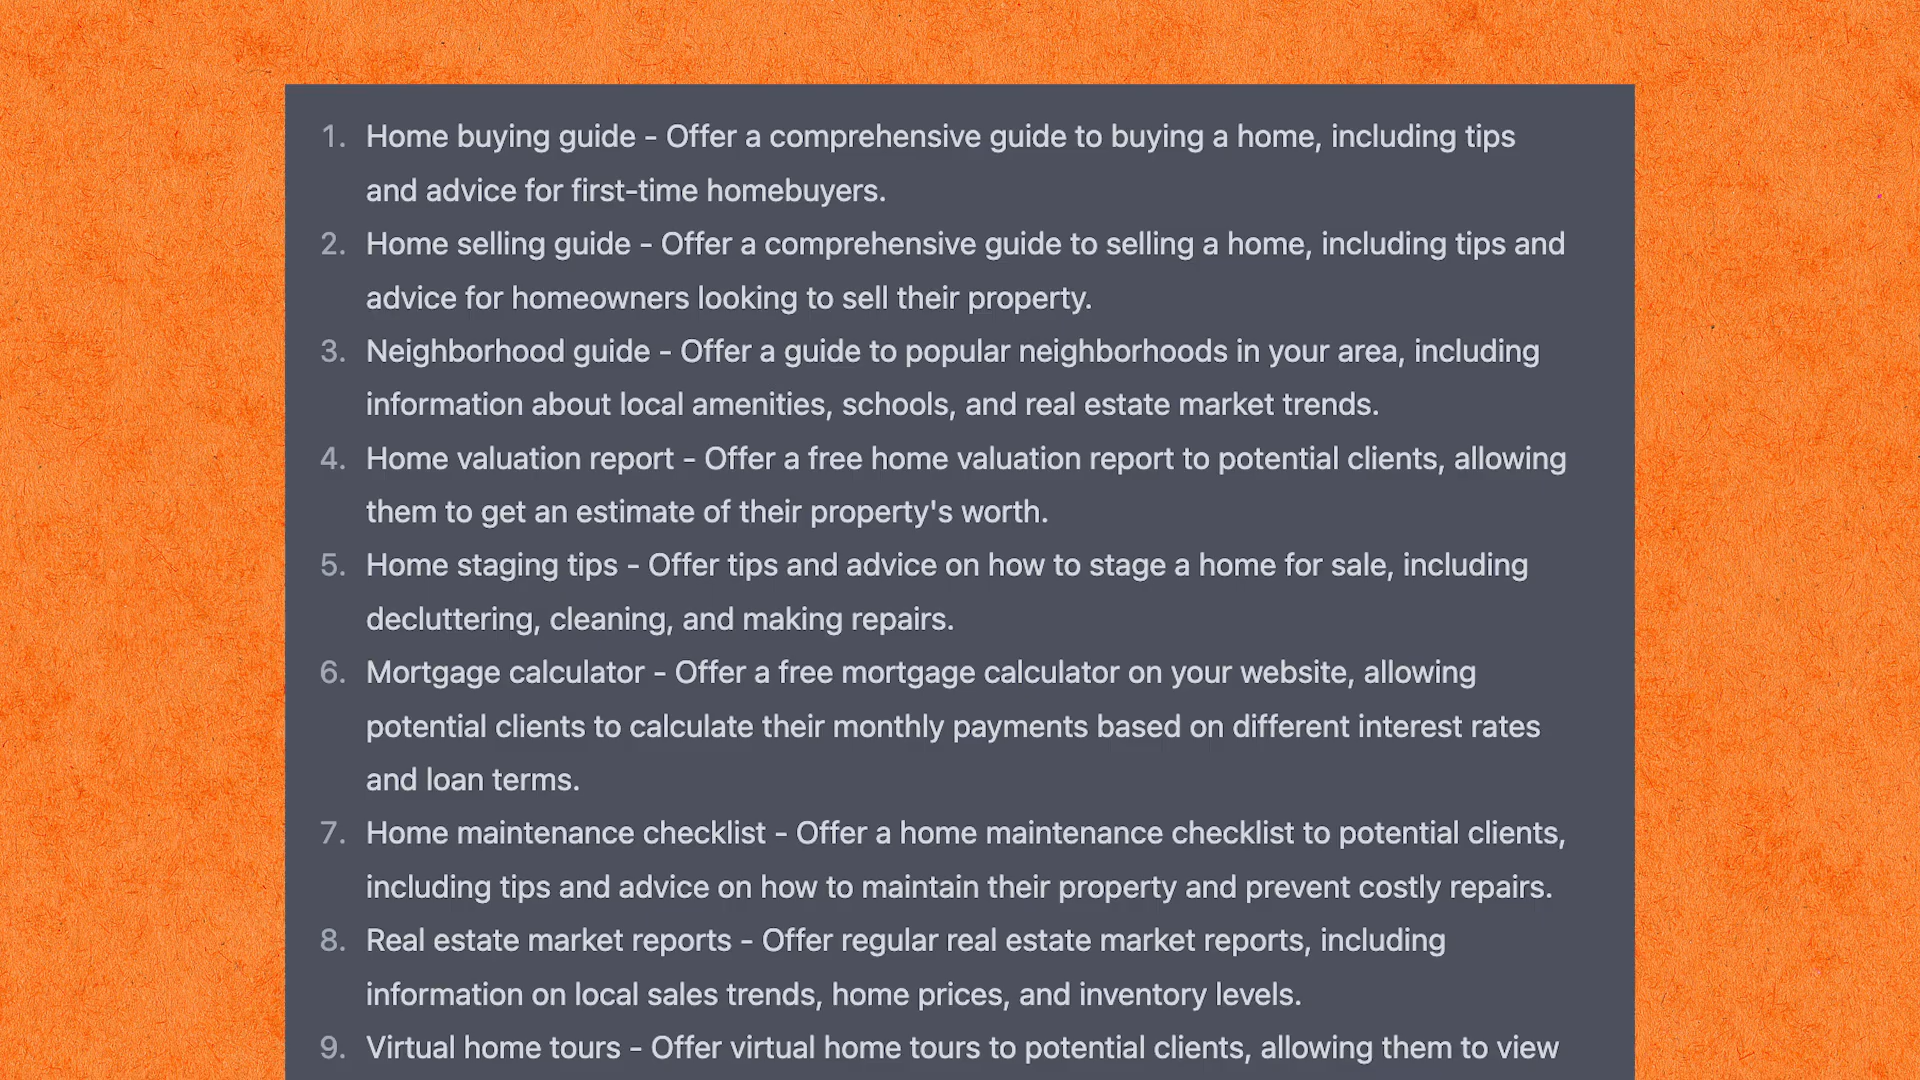 1. Home buying guide - Offer a comprehensive guide to buying a home, including tips
and advice for first-time homebuyers.
2. Home selling guide - Offer a comprehensive guide to selling a home, including tips and
advice for homeowners looking to sell their property.
3. Neighborhood guide - Offer a guide to popular neighborhoods in your area, including
information about local amenities, schools, and real estate market trends.
4. Home valuation report - Offer a free home valuation report to potential clients, allowing
them to get an estimate of their property's worth.
5. Home staging tips - Offer tips and advice on how to stage a home for sale, including
decluttering, cleaning, and making repairs.
6. Mortgage calculator - Offer a free mortgage calculator on your website, allowing
potential clients to calculate their monthly payments based on different interest rates
and loan terms.
7. Home maintenance checklist - Offer a home maintenance checklist to potential clients,
including tips and advice on how to maintain their property and prevent costly repairs.
8. Real estate market reports - Offer regular real estate market reports, including
information on local sales trends, home prices, and inventory levels.
9. Virtual home tours - Offer virtual home tours to potential clients, allowing them to view